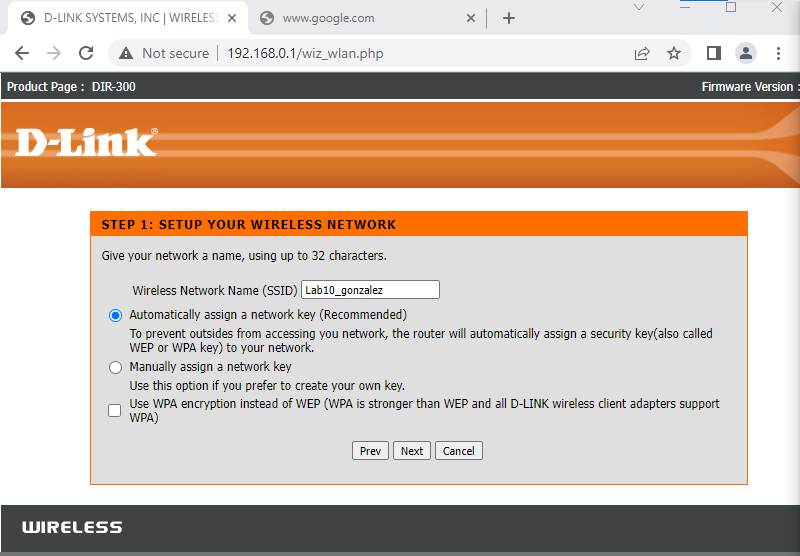 D-LINK SYSTEMS, INC | WIRELESS
www.google.com
Not secure
192.168.0.1/wiz_wlan.php
Product Page : DIR-300
Firmware Version :
D-Link®
STEP 1: SETUP YOUR WIRELESS NETWORK
Give your network a name, using up to 32 characters.
Wireless Network Name (SSID) Lab10_gonzalez
Automatically assign a network key (Recommended)
To prevent outsides from accessing you network, the router will automatically assign a security key(also called
WEP or WPA key) to your network.
Manually assign a network key
Use this option if you prefer to create your own key.
Use WPA encryption instead of WEP (WPA is stronger than WEP and all D-LINK wireless client adapters support
WPA)
Prev Next Cancel
WIRELESS